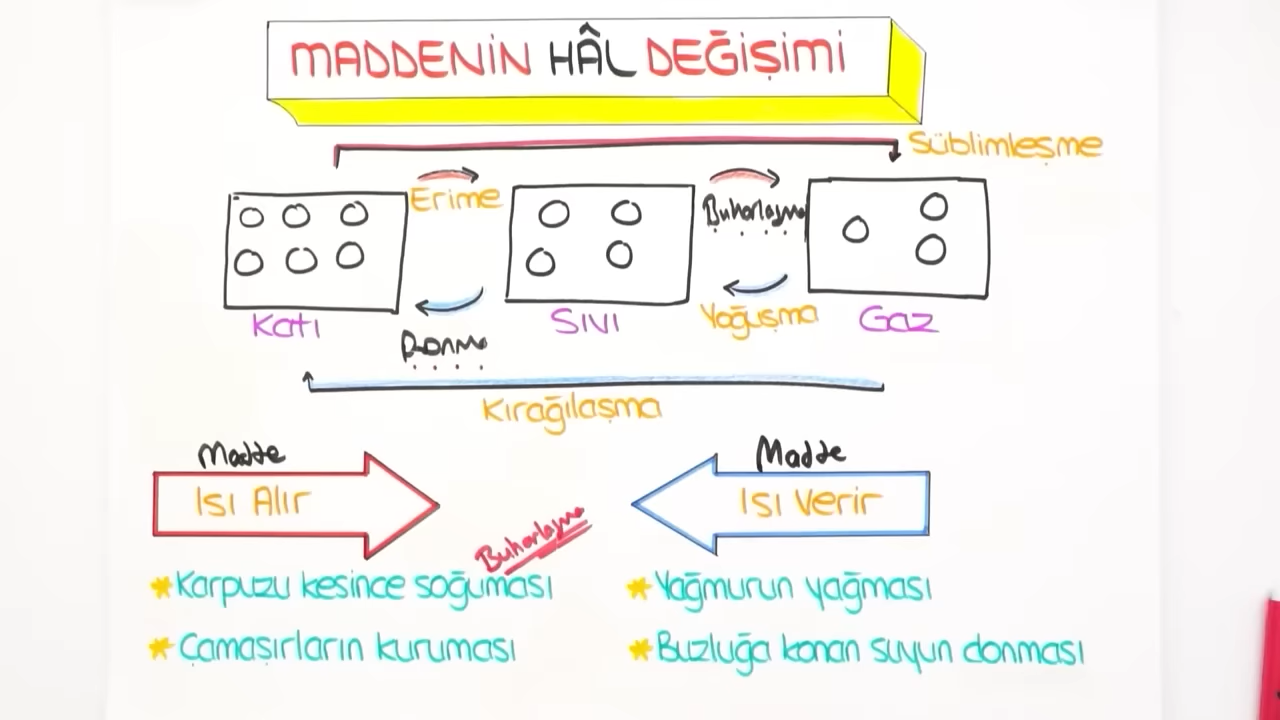 MADDENİN HÂL DEĞİŞİMİ
Süblimleşme
Erime
Buharlaşma
Katı
Sıvı
Yoğuşma
Gaz
Donma
Kırağılaşma
Madde
Isı Alır
Madde
Isı Verir
Buharlaşma
* Karpuzu kesince soğuması
* Çamaşırların kuruması
* Yağmurun yağması
* Buzluğa konan suyun donması